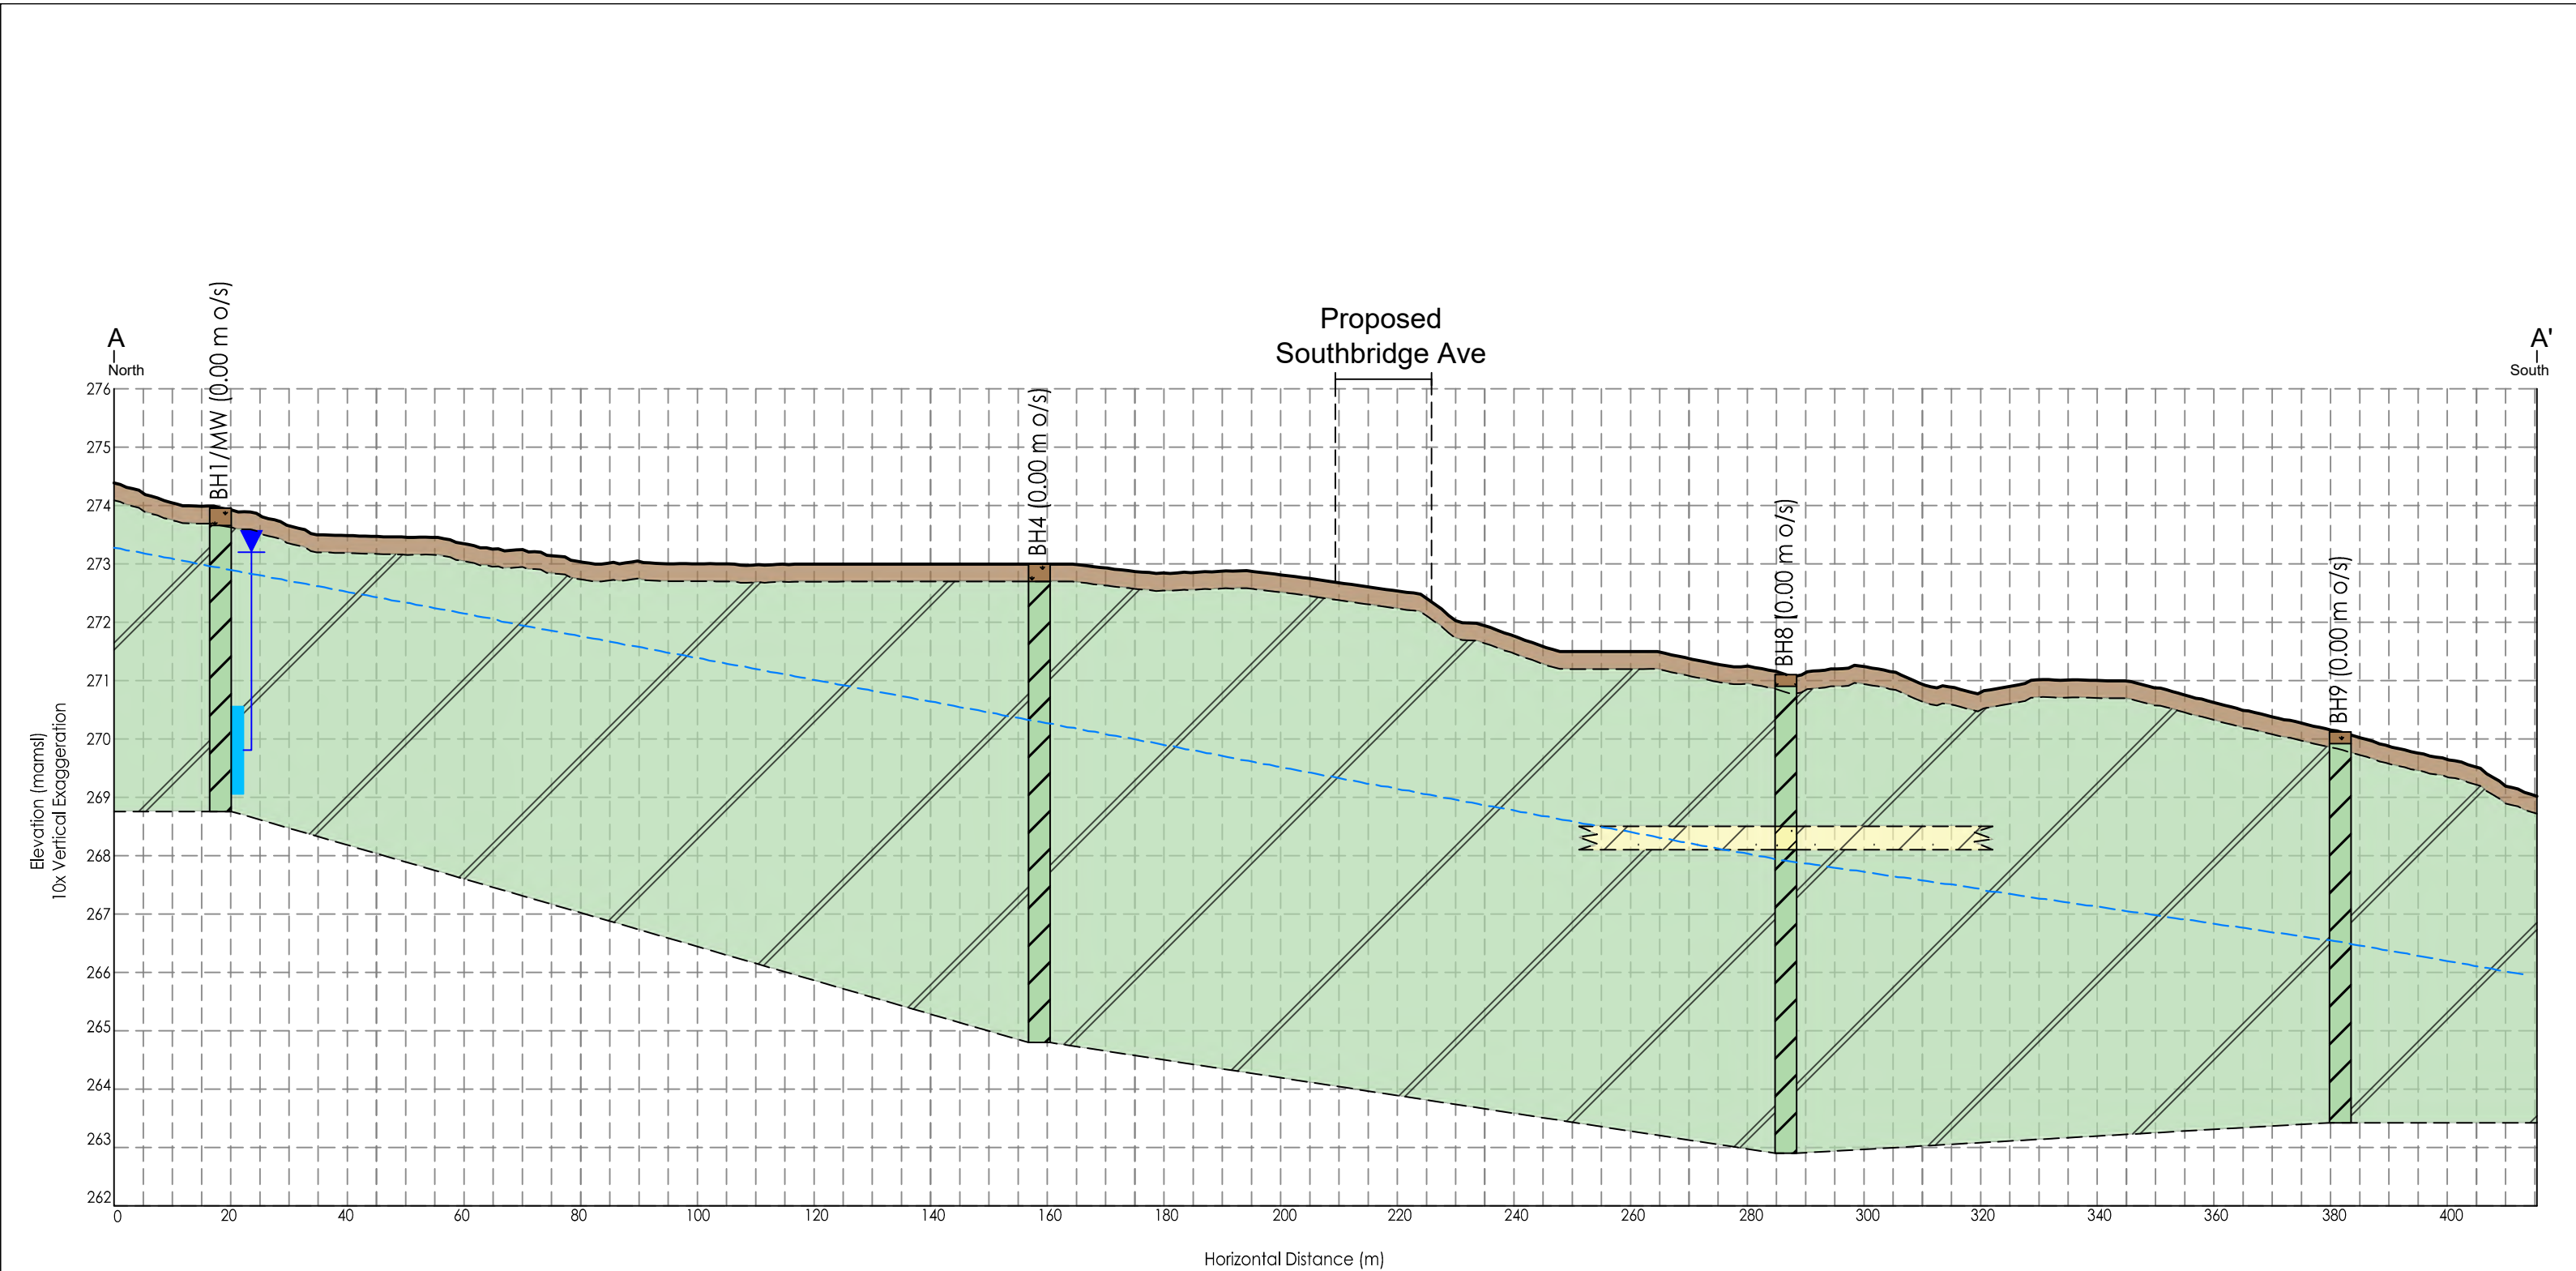 Proposed
Southbridge Ave
A
North
A'
South
BH1/MW (0.00 m o/s)
BH4 (0.00 m o/s)
BH8 (0.00 m o/s)
BH9 (0.00 m o/s)
Elevation (mamsl)
10x Vertical Exaggeration
276
275
274
273
272
271
270
269
268
267
266
265
264
263
262
0 20 40 60 80 100 120 140 160 180 200 220 240 260 280 300 320 340 360 380 400
Horizontal Distance (m)